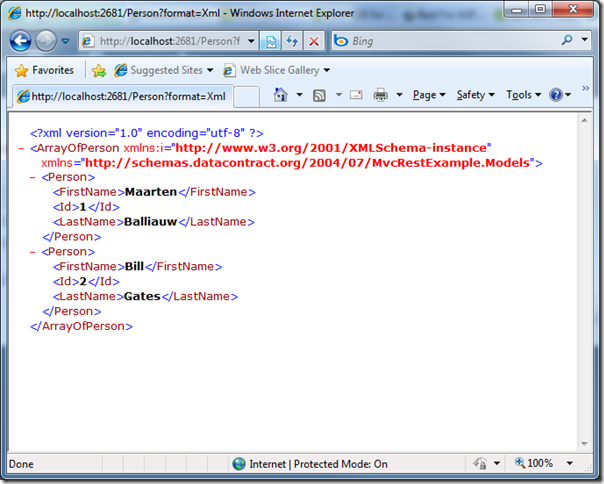 http://localhost:2681/Person?format=Xml - Windows Internet Explorer
http://localhost:2681/Person?f
Bing
Favorites Suggested Sites Web Slice Gallery
http://localhost:2681/Person?format=Xml
Page Safety Tools
<?xml version="1.0" encoding="utf-8" ?>
- <ArrayOfPerson xmlns:i="http://www.w3.org/2001/XMLSchema-instance"
xmlns="http://schemas.datacontract.org/2004/07/MvcRestExample.Models">
- <Person>
<FirstName>Maarten</FirstName>
<Id>1</Id>
<LastName>Balliauw</LastName>
</Person>
- <Person>
<FirstName>Bill</FirstName>
<Id>2</Id>
<LastName>Gates</LastName>
</Person>
</ArrayOfPerson>
Done Internet | Protected Mode: On 100%